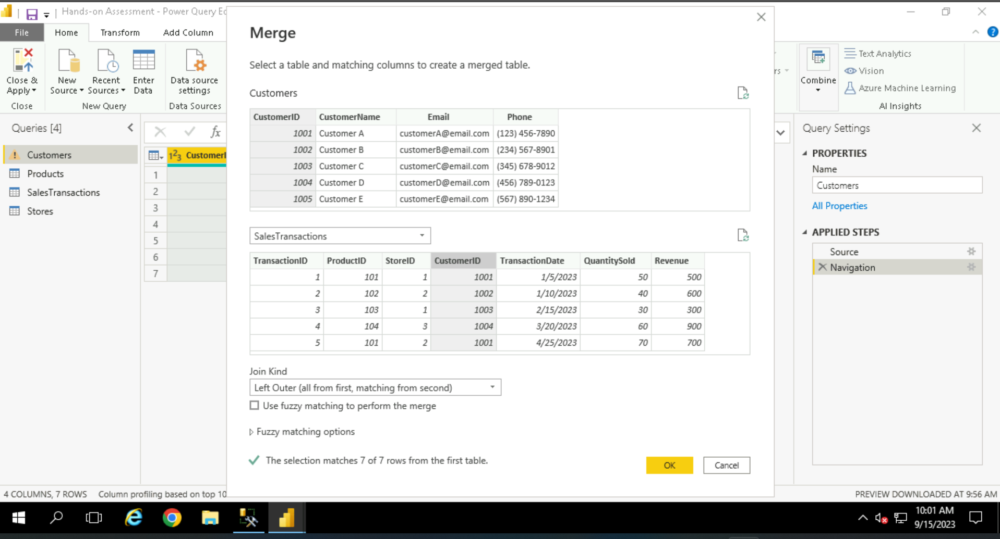 Hands-on Assessment - Power Query Ed
File Home Transform Add Column
Close & Apply
New Source
Recent Sources
Enter Data
Data source settings
Close
New Query
Data Sources
Combine
Text Analytics
Vision
Azure Machine Learning
AI Insights
Queries [4]
Customers
Products
SalesTransactions
Stores
fx
1²3 CustomerI
1
2
3
4
5
6
7
Merge
Select a table and matching columns to create a merged table.
Customers
CustomerID CustomerName Email Phone
1001 Customer A customerA@email.com (123) 456-7890
1002 Customer B customerB@email.com (234) 567-8901
1003 Customer C customerC@email.com (345) 678-9012
1004 Customer D customerD@email.com (456) 789-0123
1005 Customer E customerE@email.com (567) 890-1234
SalesTransactions
TransactionID ProductID StoreID CustomerID TransactionDate QuantitySold Revenue
1 101 1 1001 1/5/2023 50 500
2 102 2 1002 1/10/2023 40 600
3 103 1 1003 2/15/2023 30 300
4 104 3 1004 3/20/2023 60 900
5 101 2 1001 4/25/2023 70 700
Join Kind
Left Outer (all from first, matching from second)
Use fuzzy matching to perform the merge
Fuzzy matching options
The selection matches 7 of 7 rows from the first table.
OK Cancel
Query Settings
PROPERTIES
Name
Customers
All Properties
APPLIED STEPS
Source
Navigation
4 COLUMNS, 7 ROWS Column profiling based on top 10
PREVIEW DOWNLOADED AT 9:56 AM
10:01 AM
9/15/2023